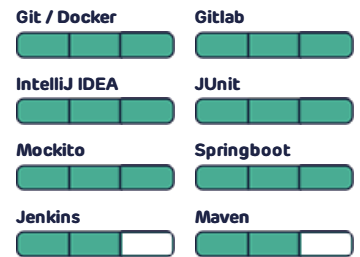 Git / Docker
Gitlab
IntelliJ IDEA
JUnit
Mockito
Springboot
Jenkins
Maven